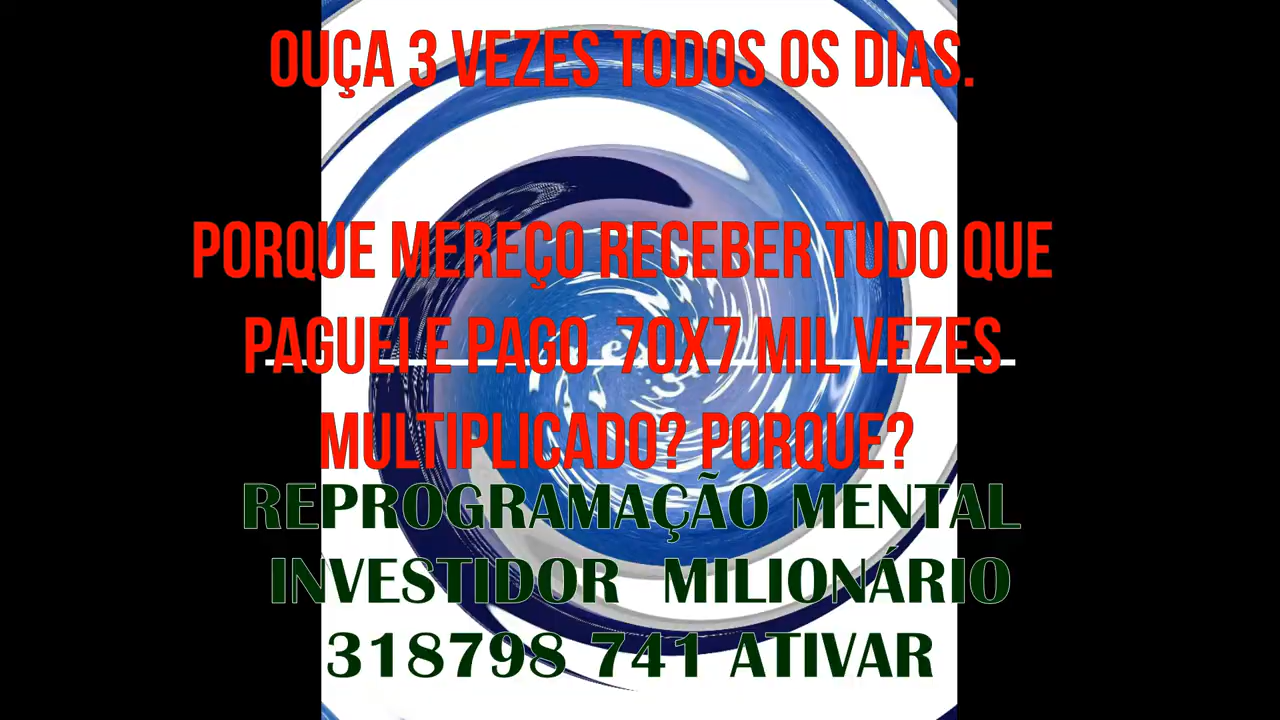 OUÇA 3 VEZES TODOS OS DIAS.
PORQUE MEREÇO RECEBER TUDO QUE
PAGUEI E PAGO 70X7 MIL VEZES
MULTIPLICADO? PORQUE?
REPROGRAMAÇÃO MENTAL
INVESTIDOR MILIONÁRIO
318798 741 ATIVAR